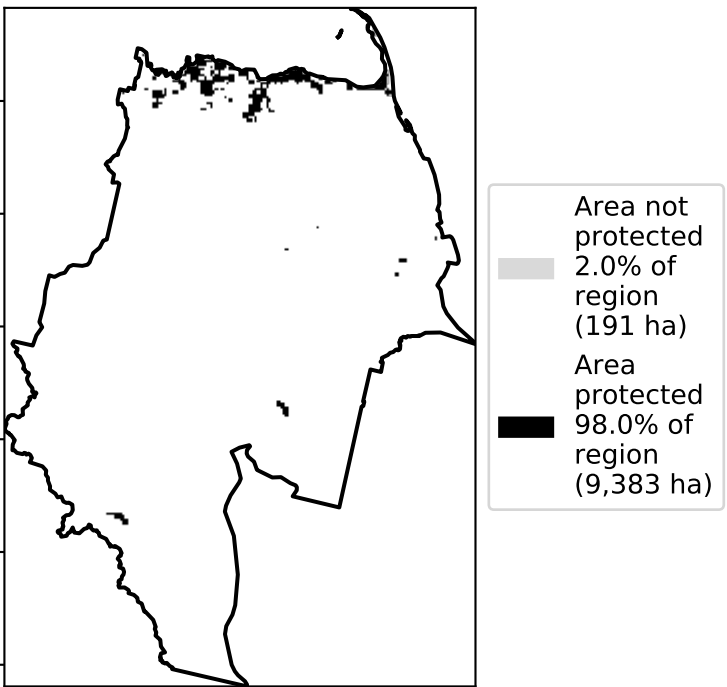 Area not
protected
2.0% of
region
(191 ha)
Area
protected
98.0% of
region
(9,383 ha)